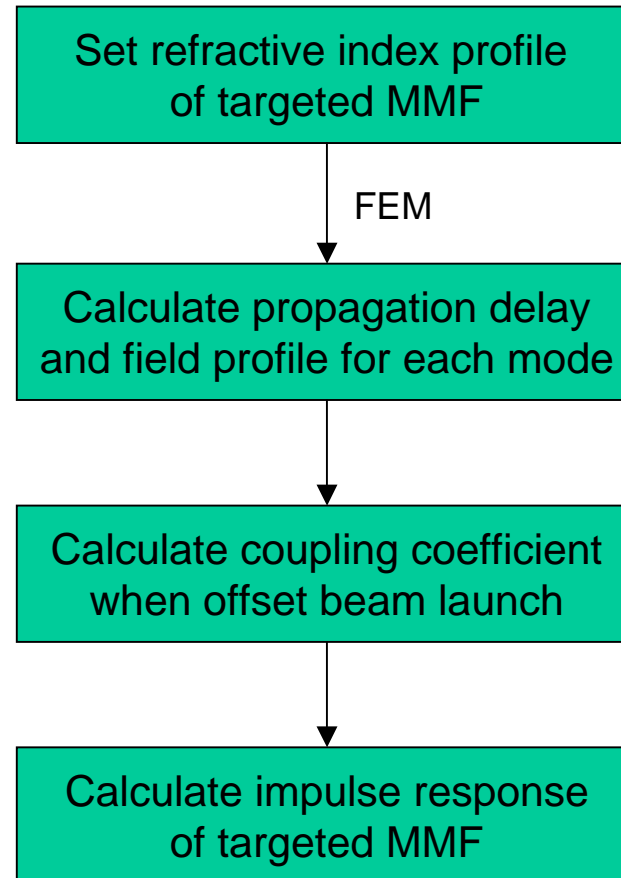 Set refractive index profile
of targeted MMF
FEM
Calculate propagation delay
and field profile for each mode
Calculate coupling coefficient
when offset beam launch
Calculate impulse response
of targeted MMF